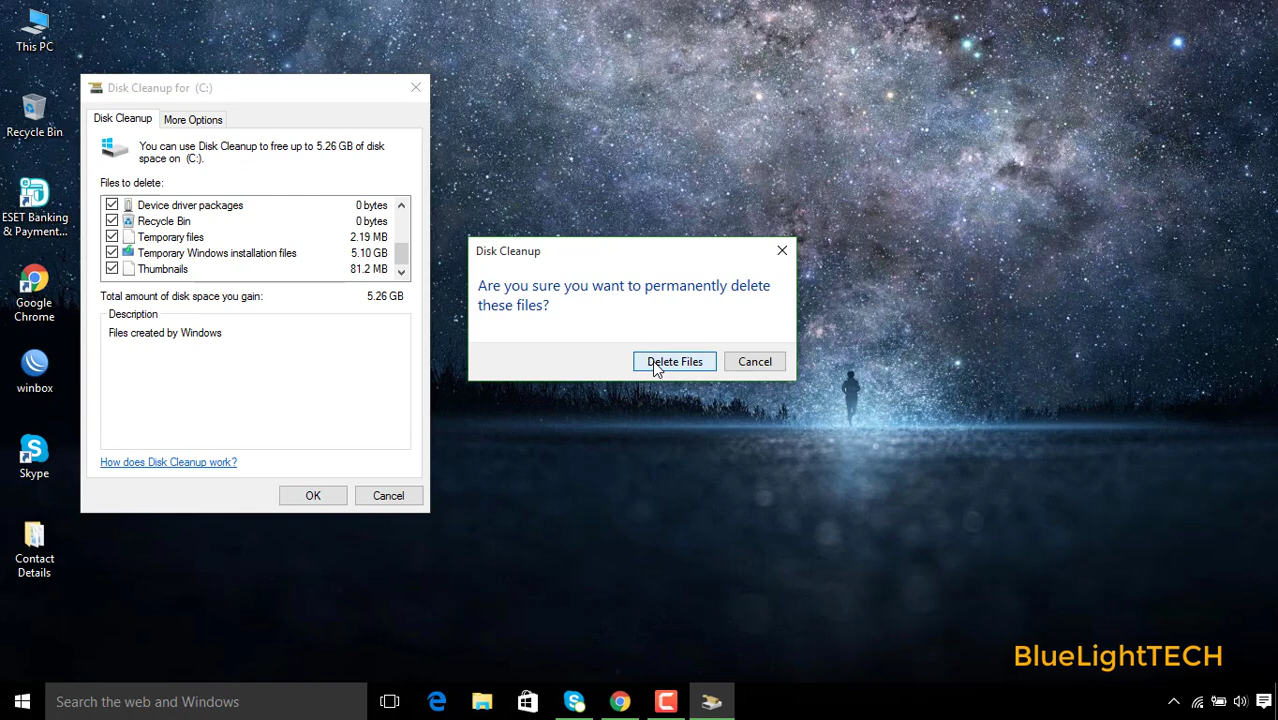 This PC
Recycle Bin
ESET Banking
& Payment...
Google
Chrome
winbox
Skype
Contact
Details
Disk Cleanup for (C:)
Disk Cleanup
More Options
You can use Disk Cleanup to free up to 5.26 GB of disk
space on (C:).
Files to delete:
Device driver packages 0 bytes
Recycle Bin 0 bytes
Temporary files 2.19 MB
Temporary Windows installation files 5.10 GB
Thumbnails 81.2 MB
Total amount of disk space you gain: 5.26 GB
Description
Files created by Windows
How does Disk Cleanup work?
OK
Cancel
Disk Cleanup
Are you sure you want to permanently delete
these files?
Delete Files
Cancel
BlueLightTECH
Search the web and Windows